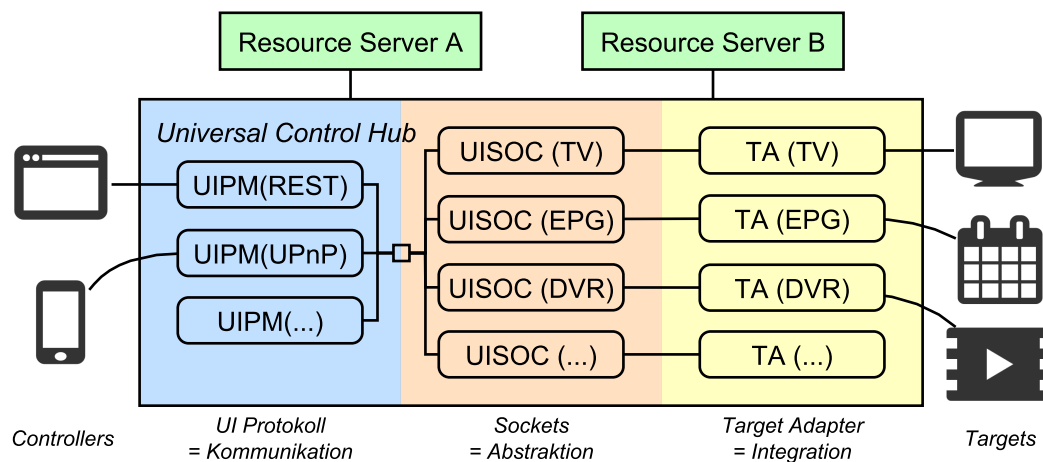 Resource Server A
Resource Server B
Universal Control Hub
UIPM(REST)
UIPM(UPnP)
UIPM(...)
UISOC (TV)
UISOC (EPG)
UISOC (DVR)
UISOC (...)
TA (TV)
TA (EPG)
TA (DVR)
TA (...)
Controllers
UI Protokoll
= Kommunikation
Sockets
= Abstraktion
Target Adapter
= Integration
Targets